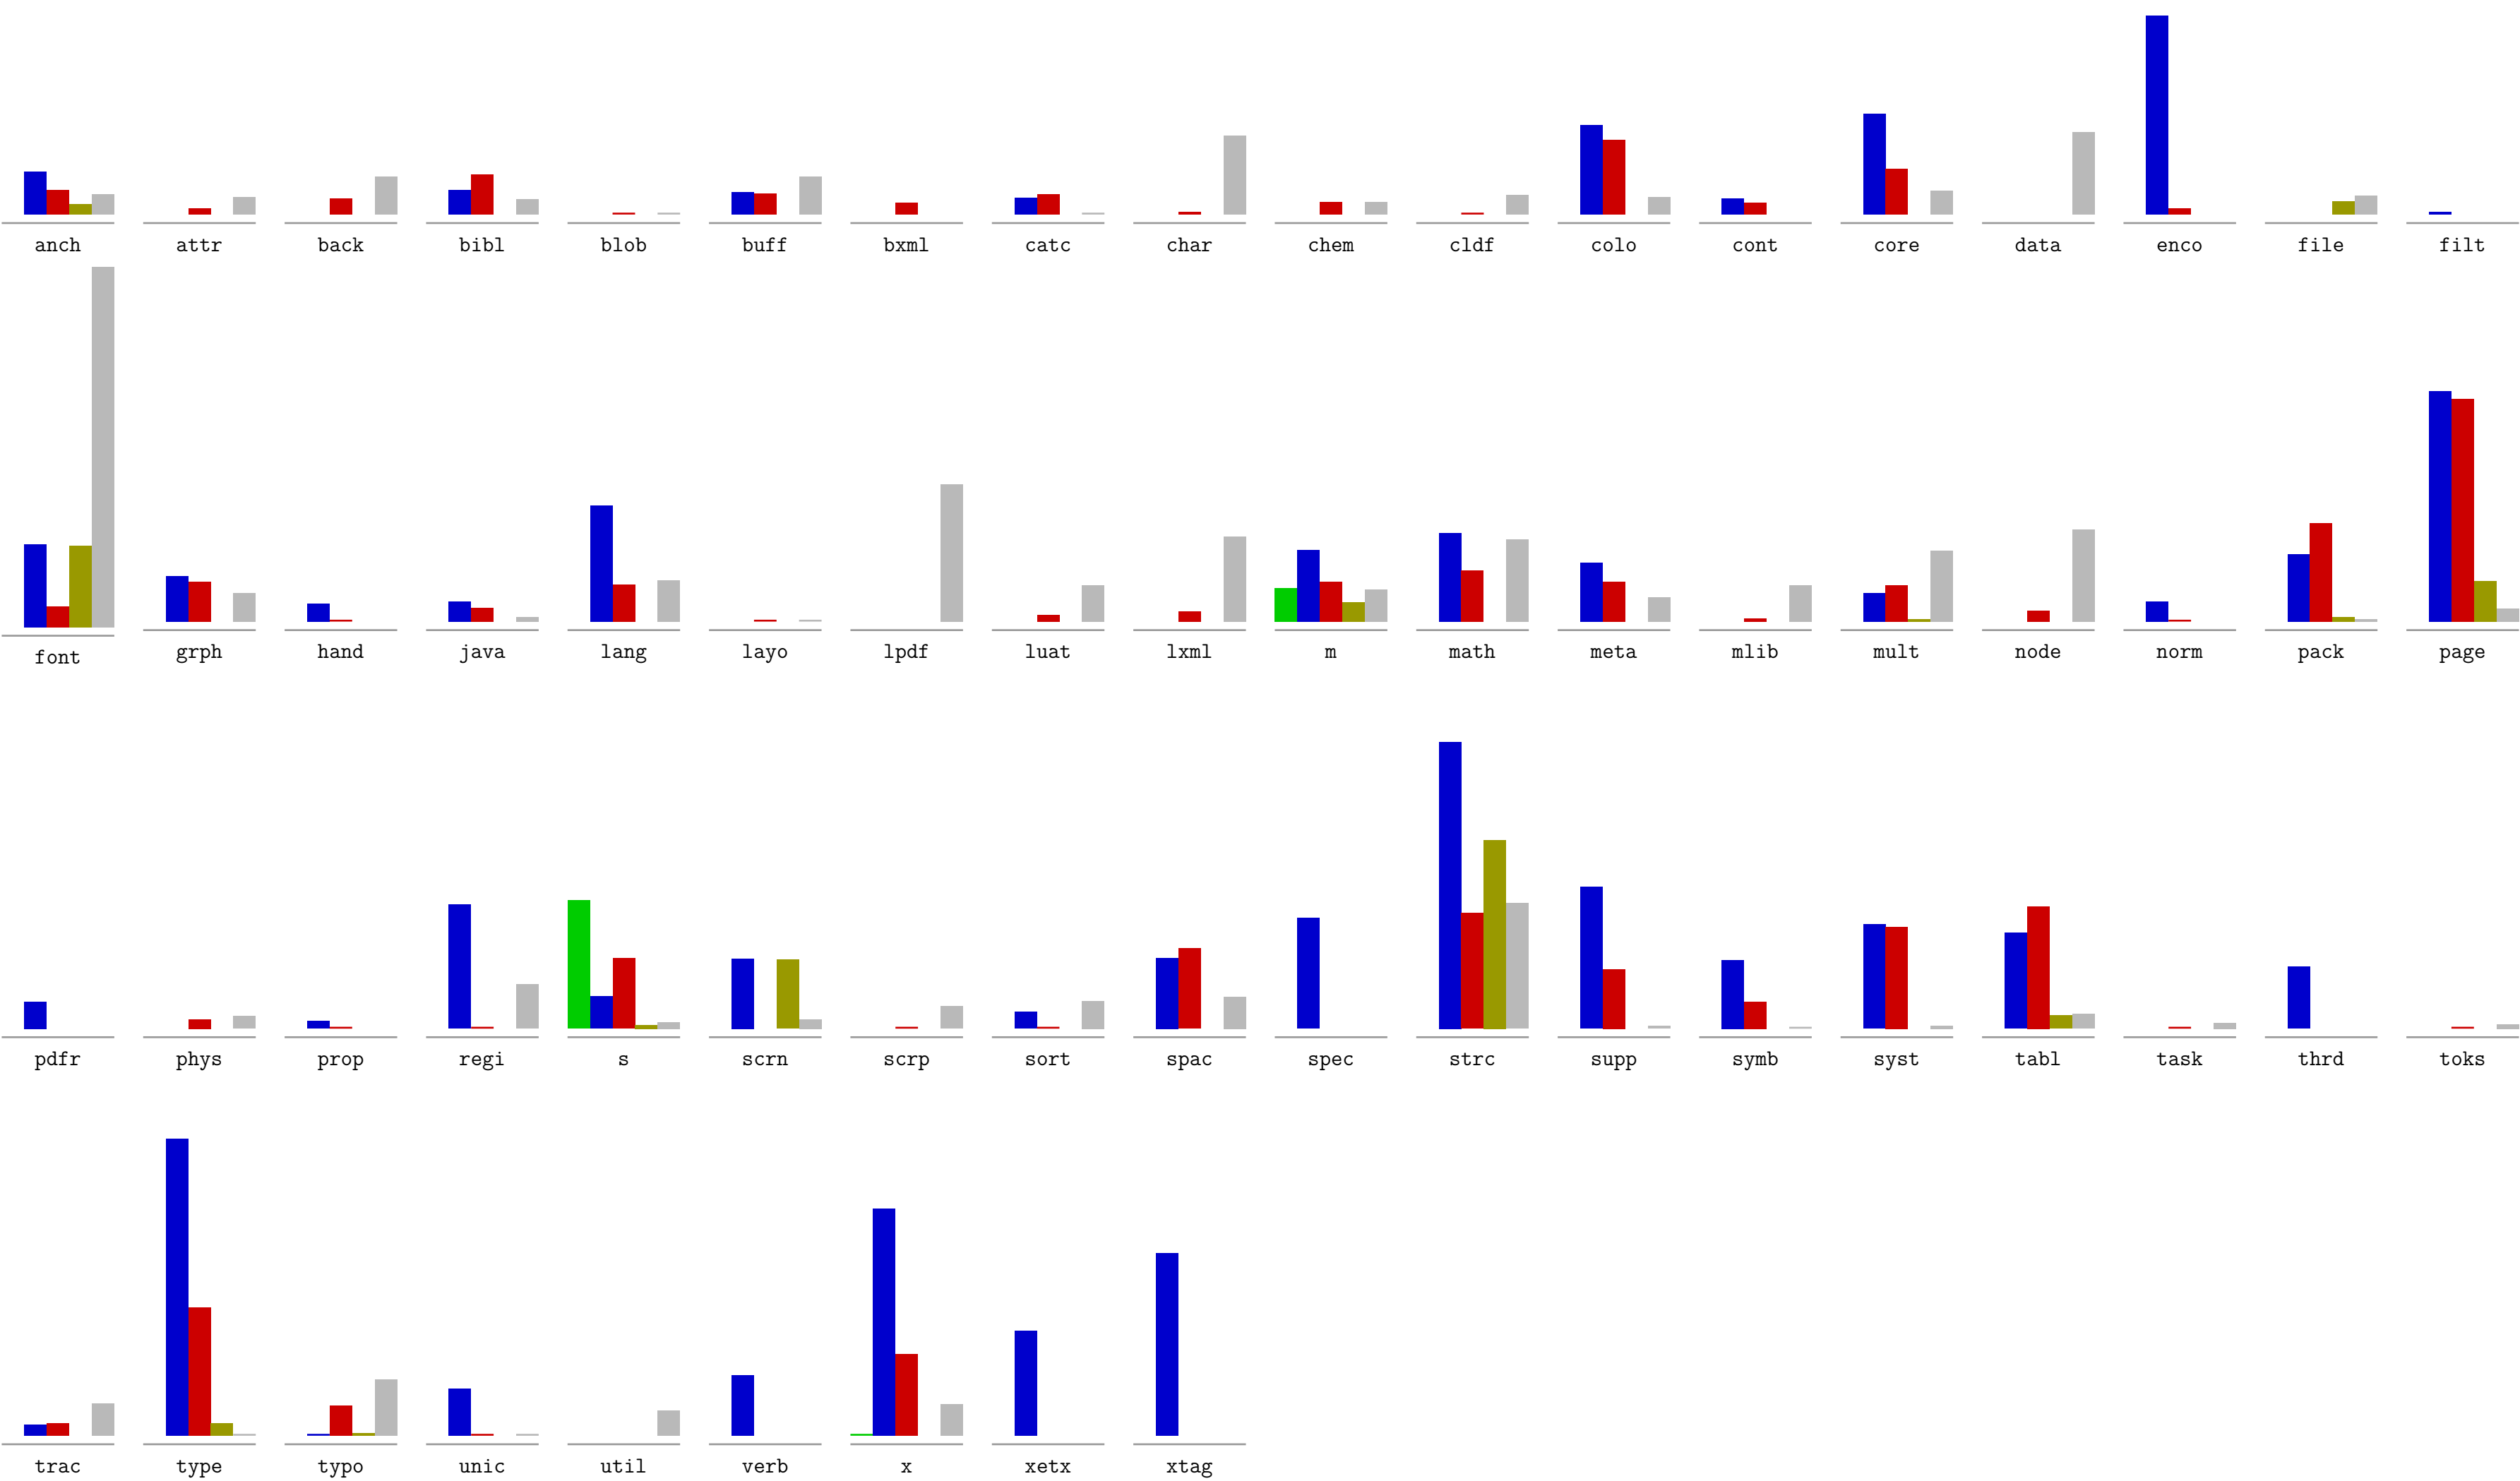 anch attr back bibl blob buff bxml catc char chem cldf colo cont core data enco file filt
font grph hand java lang layo lpdf luat lxml m math meta mlib mult node norm pack page
pdfr phys prop regi s scrn scrp sort spac spec strc supp symb syst tabl task thrd toks
trac type typo unic util verb x xetx xtag